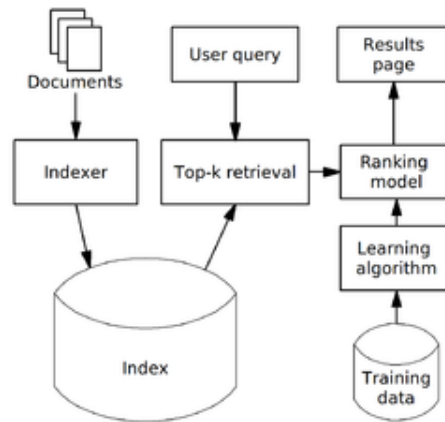 Documents
User query
Results
page
Indexer
Top-k retrieval
Ranking
model
Learning
algorithm
Index
Training
data